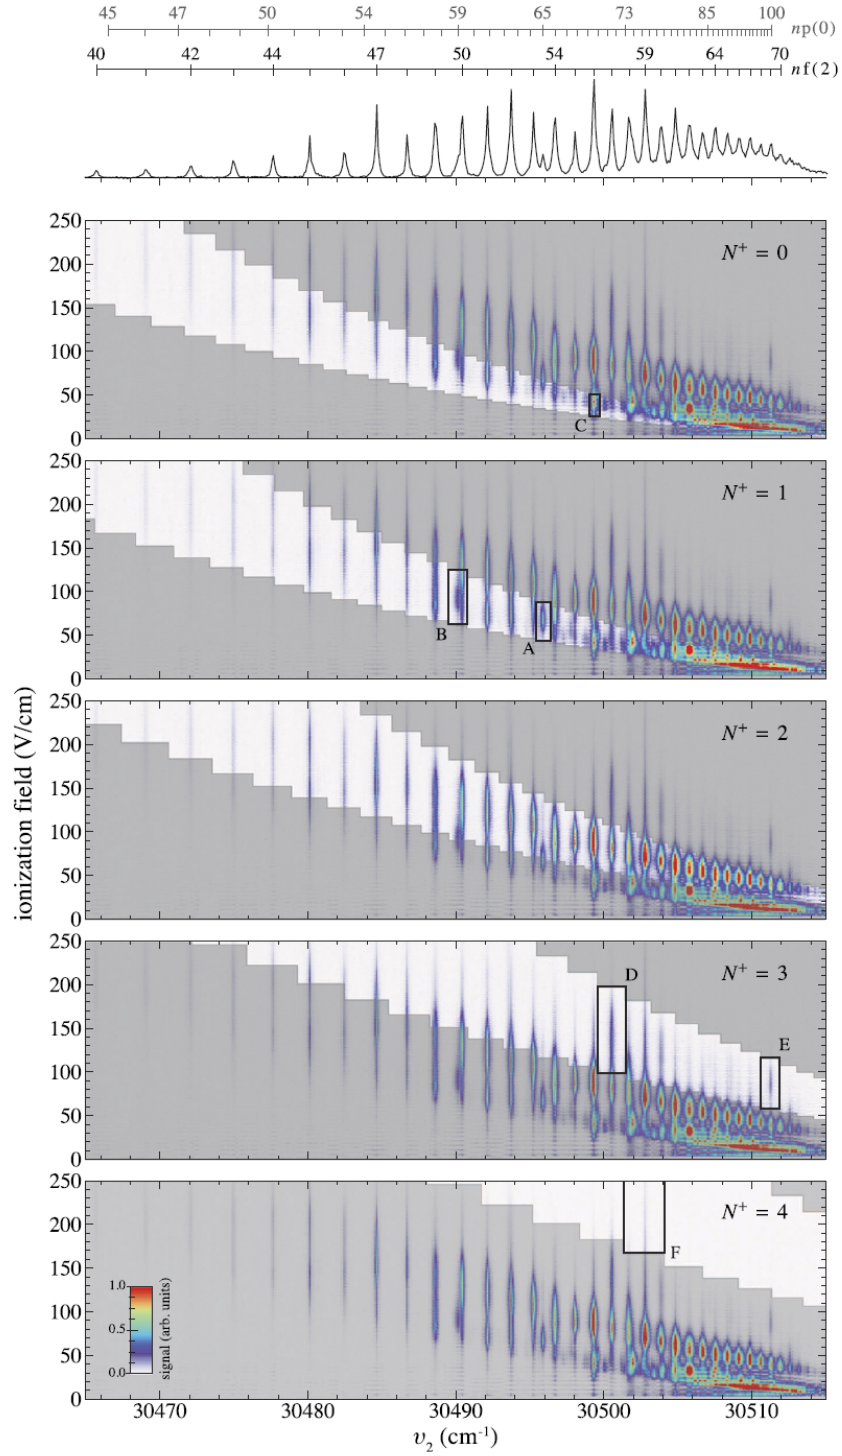 45 47 50 54 59 65 73 85 100 np(0)
40 42 44 47 50 54 59 64 70 nf(2)
250
200
150
100
50
0
N⁺ = 0
C
250
200
150
100
50
0
N⁺ = 1
B
A
250
200
150
100
50
0
N⁺ = 2
ionization field (V/cm)
250
200
150
100
50
0
N⁺ = 3
D
E
250
200
150
100
50
0
N⁺ = 4
F
1.0
0.5
0.0
signal (arb. units)
30470 30480 30490 30500 30510
υ₂ (cm⁻¹)